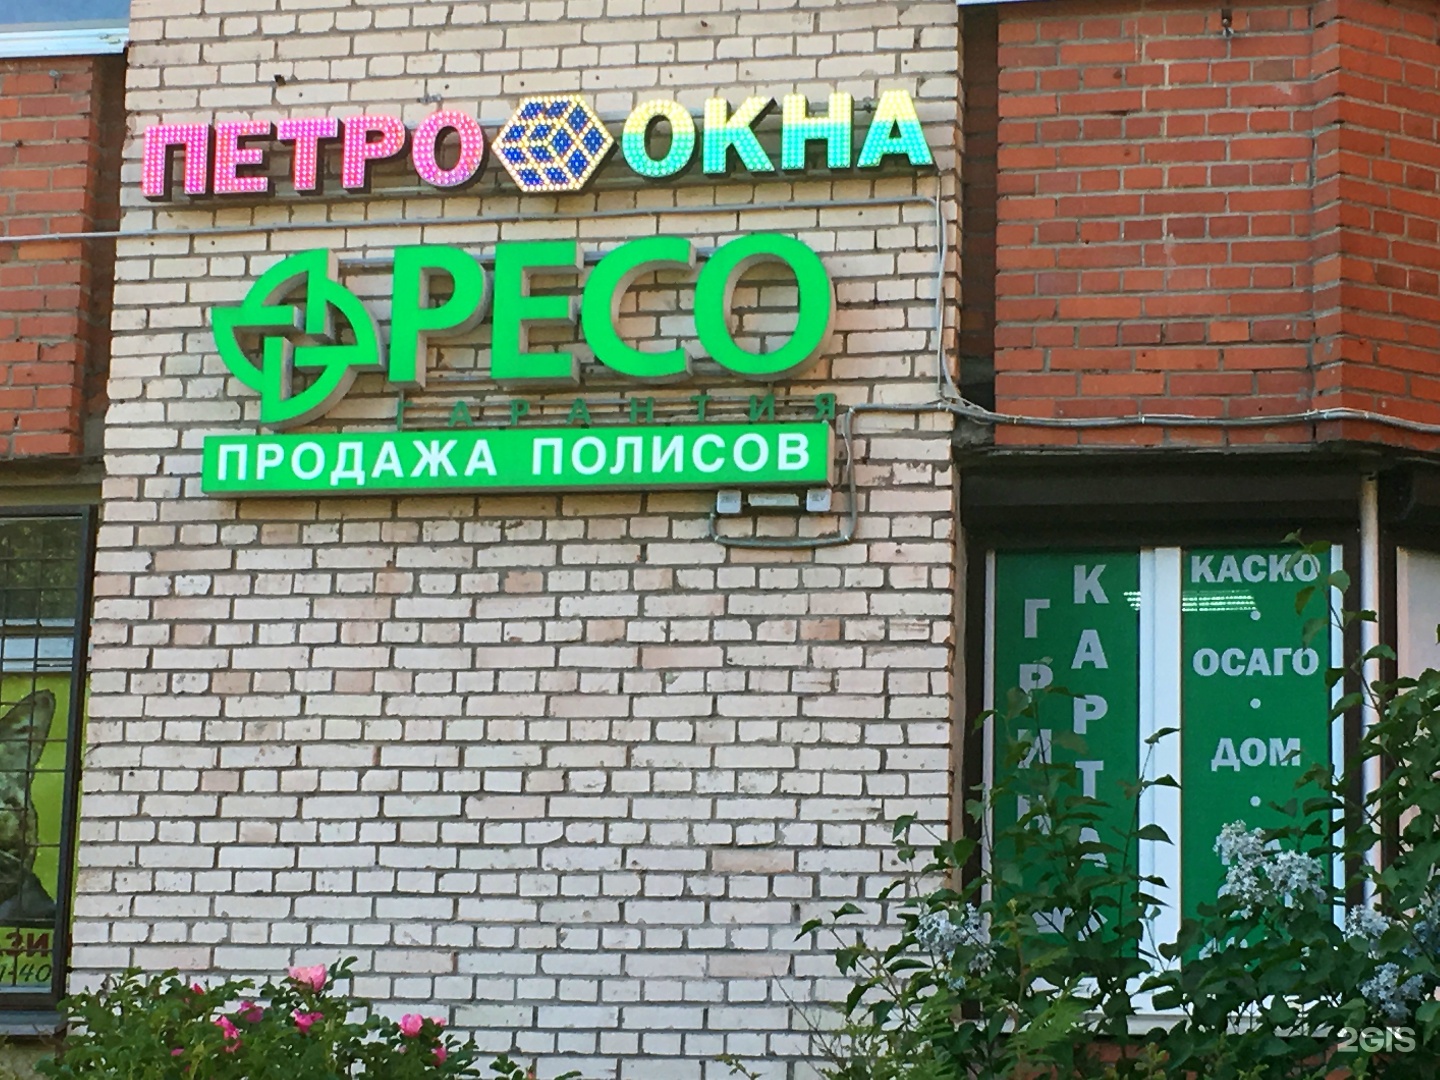 ПЕТРО ОКНА
РЕСО
ГАРАНТИЯ
ПРОДАЖА ПОЛИСОВ
КАРТА
КАСКО
ОСАГО
ДОМ
2GIS